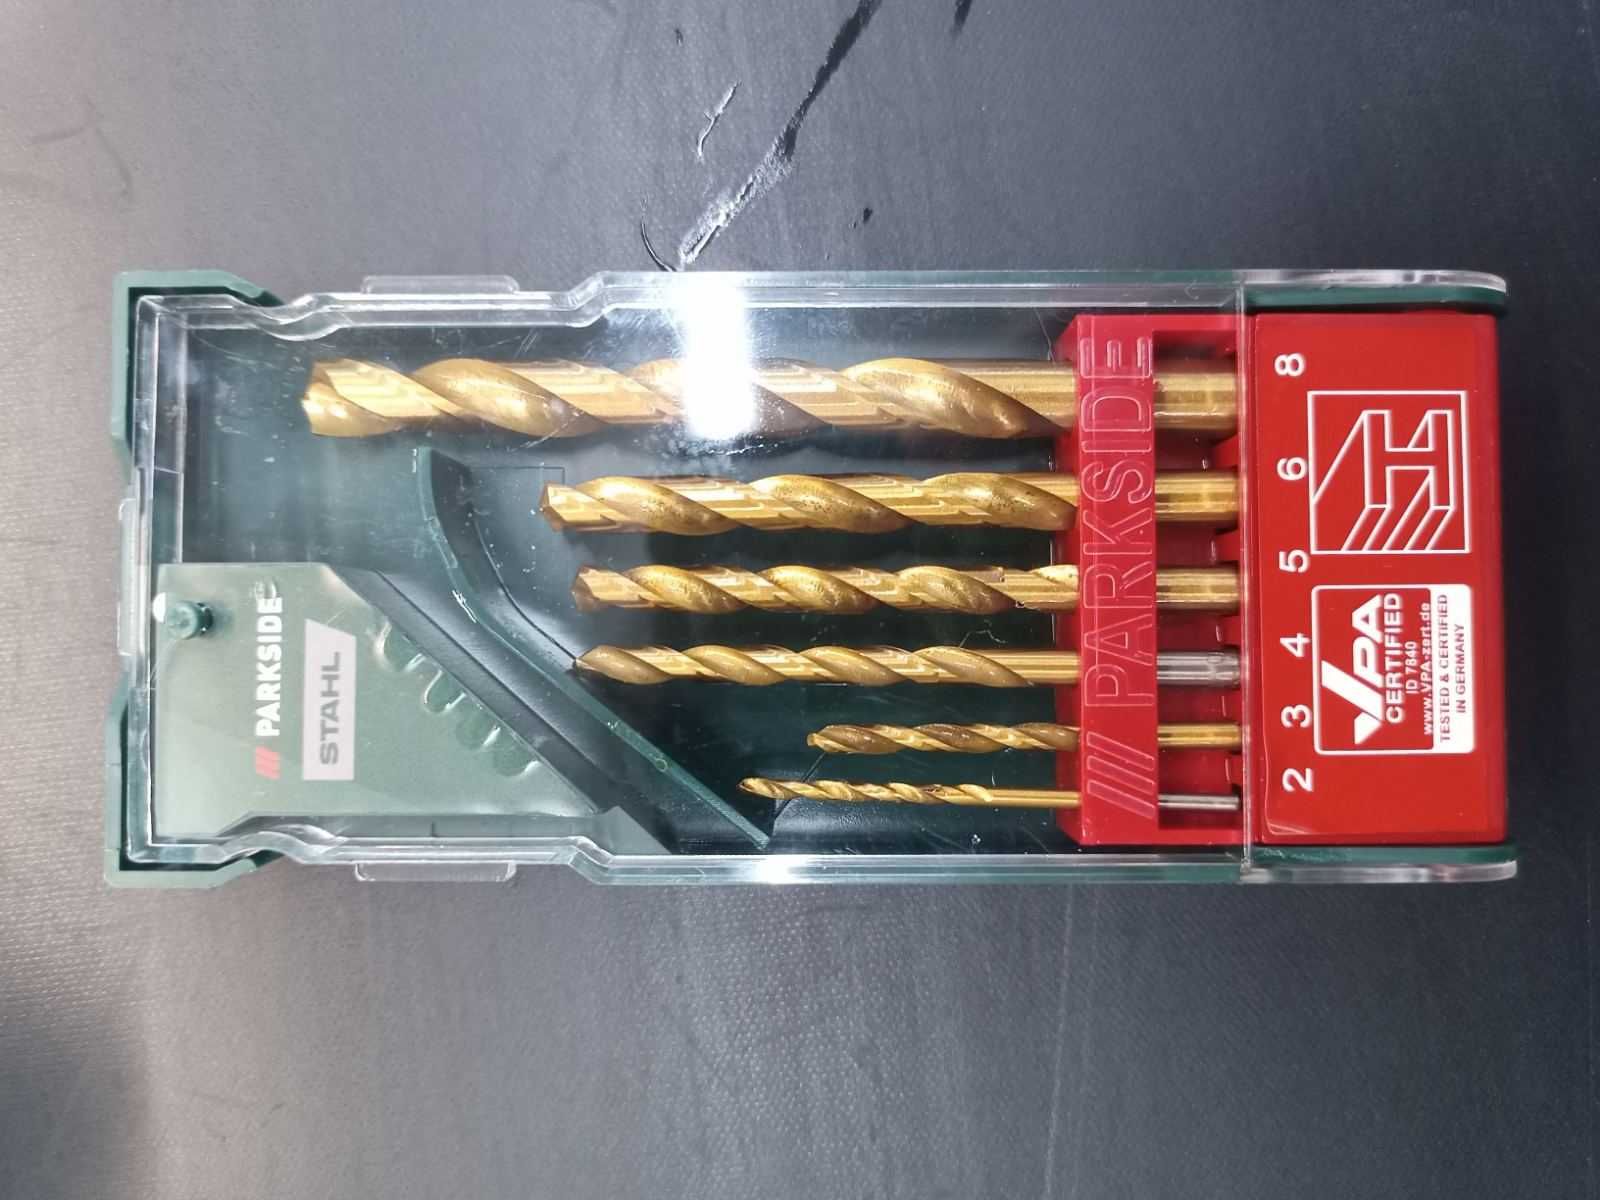 PARKSIDE
STAHL
PARKSIDE
2 3 4 5 6 8
VPA
CERTIFIED
ID 7840
www.VPA-zert.de
TESTED & CERTIFIED
IN GERMANY